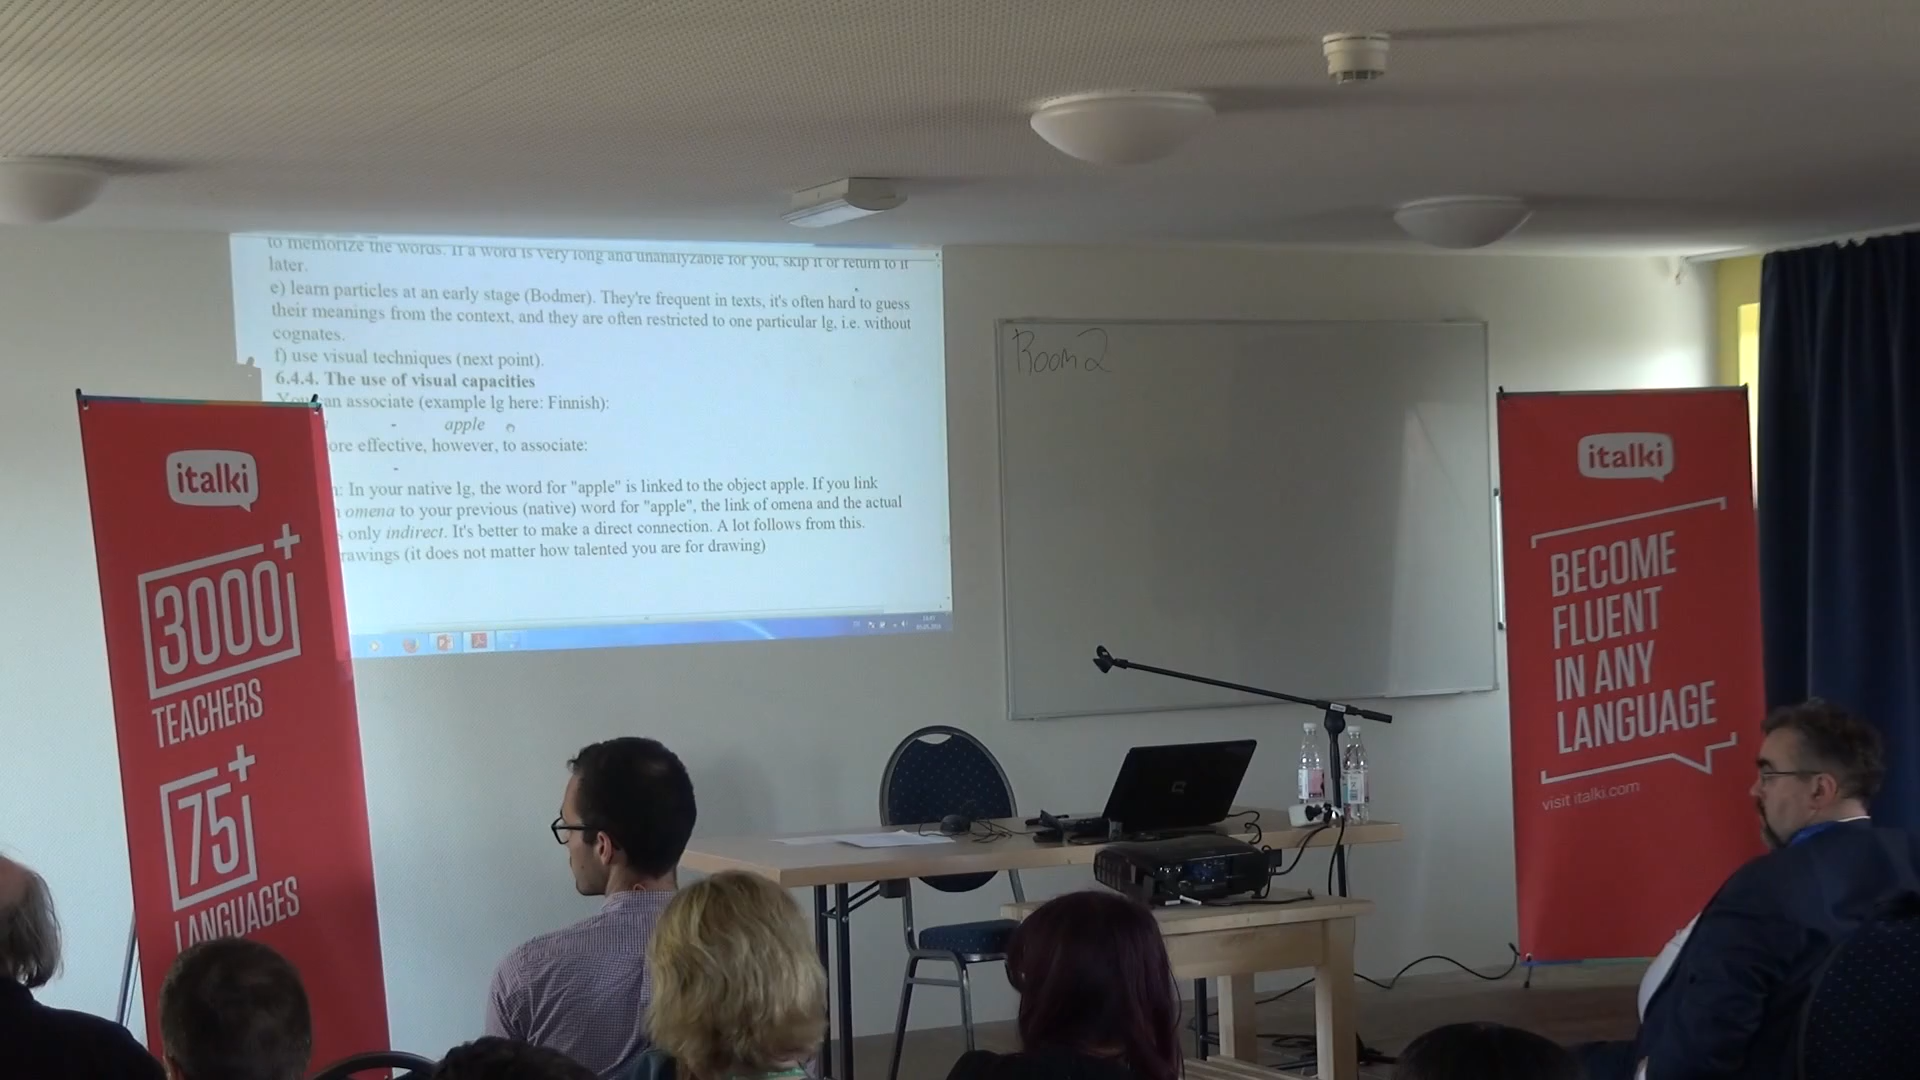 to memorize the words. If a word is very long and unanalyzable for you, skip it or return to it
later.
e) learn particles at an early stage (Bodmer). They're frequent in texts, it's often hard to guess
their meanings from the context, and they are often restricted to one particular lg, i.e. without
cognates.
f) use visual techniques (next point).
6.4.4. The use of visual capacities
You can associate (example lg here: Finnish):
- apple
ore effective, however, to associate:
-
: In your native lg, the word for "apple" is linked to the object apple. If you link
omena to your previous (native) word for "apple", the link of omena and the actual
only indirect. It's better to make a direct connection. A lot follows from this.
rawings (it does not matter how talented you are for drawing)
Room 2
italki
3000+
TEACHERS
75+
LANGUAGES
italki
BECOME
FLUENT
IN ANY
LANGUAGE
visit italki.com